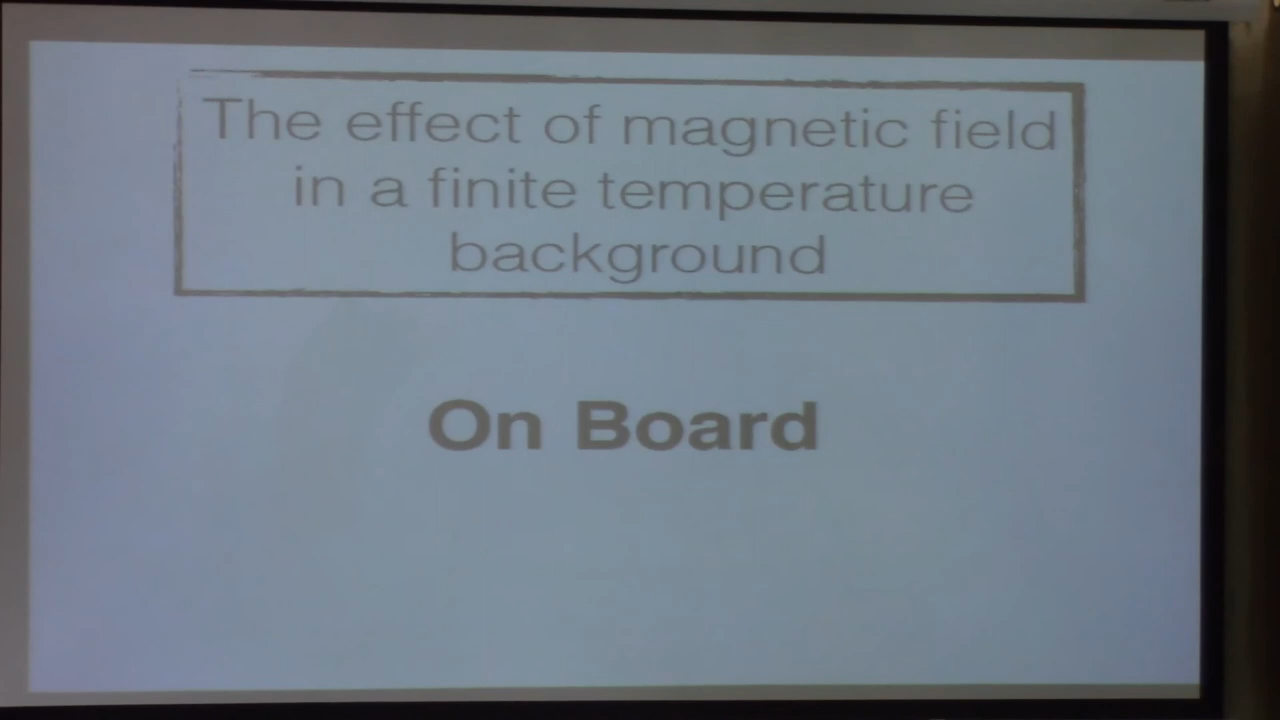 The effect of magnetic field
in a finite temperature
background
On Board